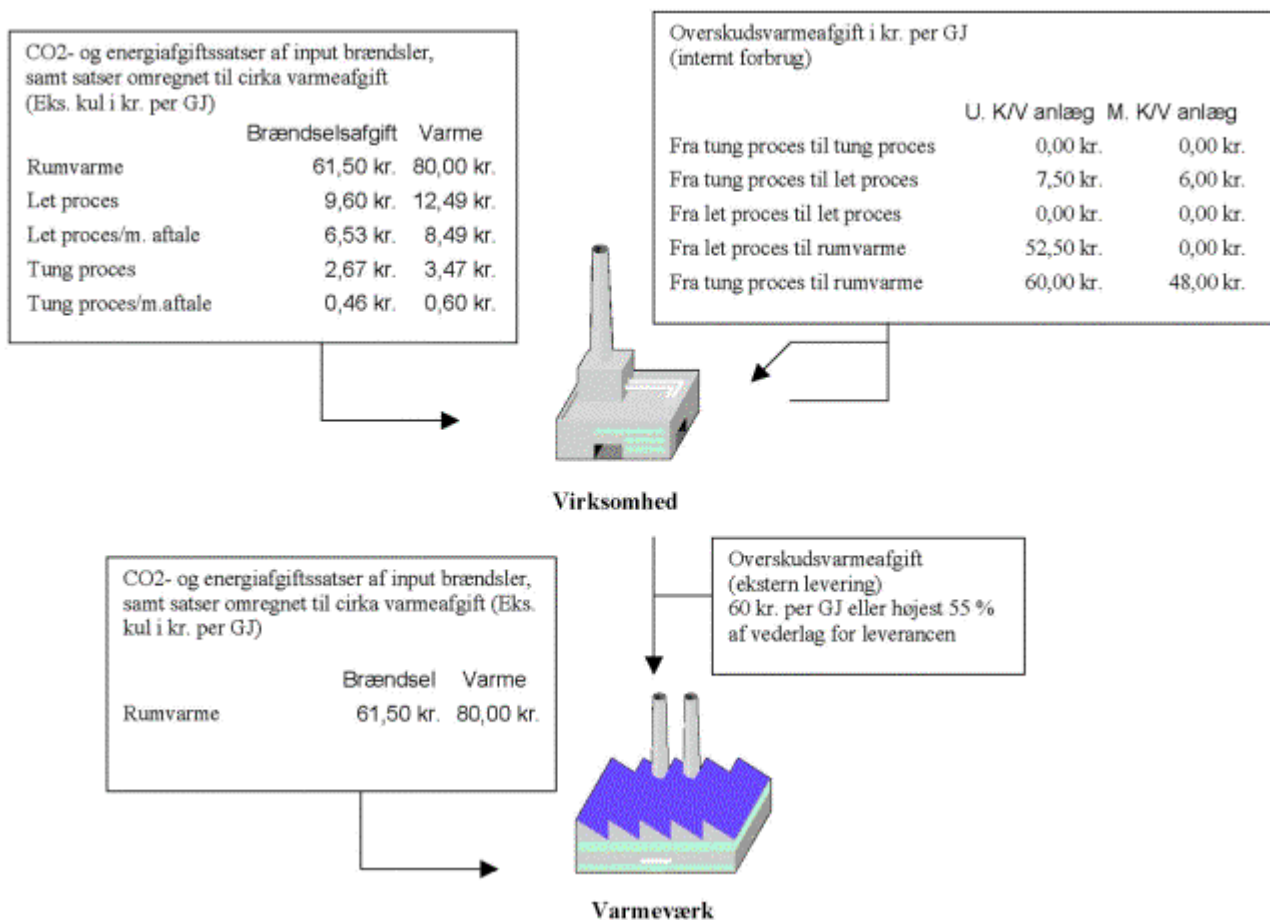 CO2- og energiafgiftssatser af input brændsler,
samt satser omregnet til cirka varmeafgift
(Eks. kul i kr. per GJ)
Brændselsafgift Varme
Rumvarme 61,50 kr. 80,00 kr.
Let proces 9,60 kr. 12,49 kr.
Let proces/m. aftale 6,53 kr. 8,49 kr.
Tung proces 2,67 kr. 3,47 kr.
Tung proces/m.aftale 0,46 kr. 0,60 kr.
Overskudsvarmeafgift i kr. per GJ
(internt forbrug)
U. K/V anlæg M. K/V anlæg
Fra tung proces til tung proces 0,00 kr. 0,00 kr.
Fra tung proces til let proces 7,50 kr. 6,00 kr.
Fra let proces til let proces 0,00 kr. 0,00 kr.
Fra let proces til rumvarme 52,50 kr. 0,00 kr.
Fra tung proces til rumvarme 60,00 kr. 48,00 kr.
Virksomhed
CO2- og energiafgiftssatser af input brændsler,
samt satser omregnet til cirka varmeafgift (Eks.
kul i kr. per GJ)
Brændsel Varme
Rumvarme 61,50 kr. 80,00 kr.
Overskudsvarmeafgift
(ekstern levering)
60 kr. per GJ eller højest 55 %
af vederlag for leverancen
Varmeværk